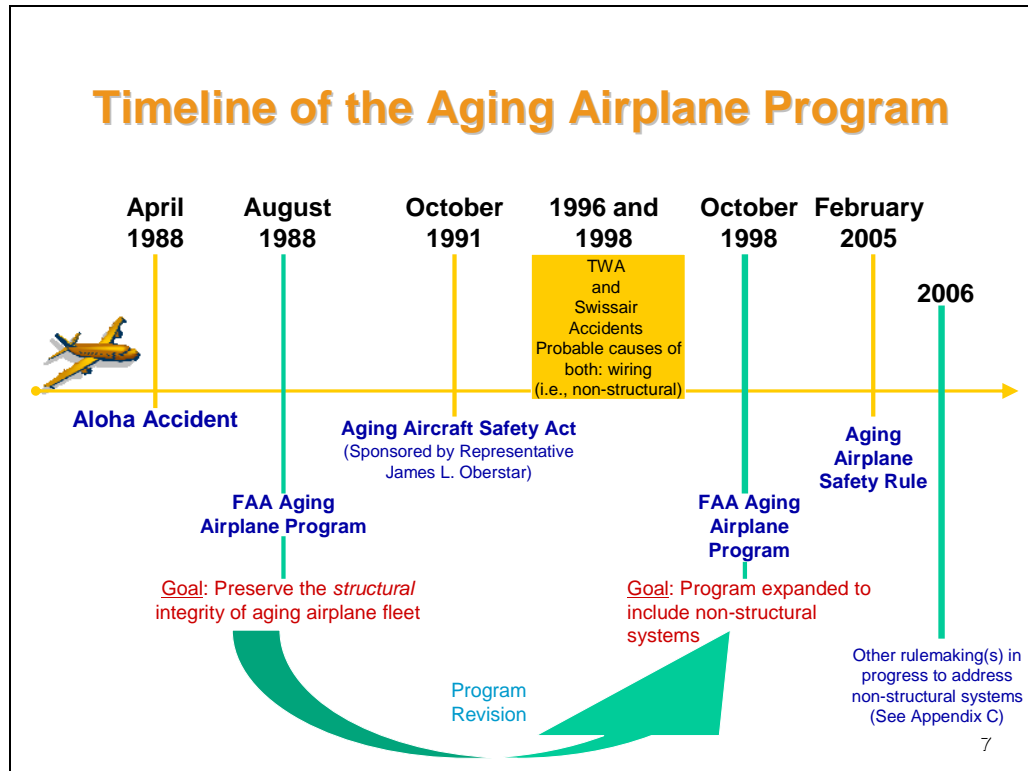 Timeline of the Aging Airplane Program
April
1988
August
1988
October
1991
1996 and
1998
October
1998
February
2005
2006
TWA
and
Swissair
Accidents
Probable causes of
both: wiring
(i.e., non-structural)
Aloha Accident
Aging Aircraft Safety Act
(Sponsored by Representative
James L. Oberstar)
Aging
Airplane
Safety Rule
FAA Aging
Airplane Program
FAA Aging
Airplane
Program
Goal: Preserve the structural
integrity of aging airplane fleet
Goal: Program expanded to
include non-structural
systems
Program
Revision
Other rulemaking(s) in
progress to address
non-structural systems
(See Appendix C)
7